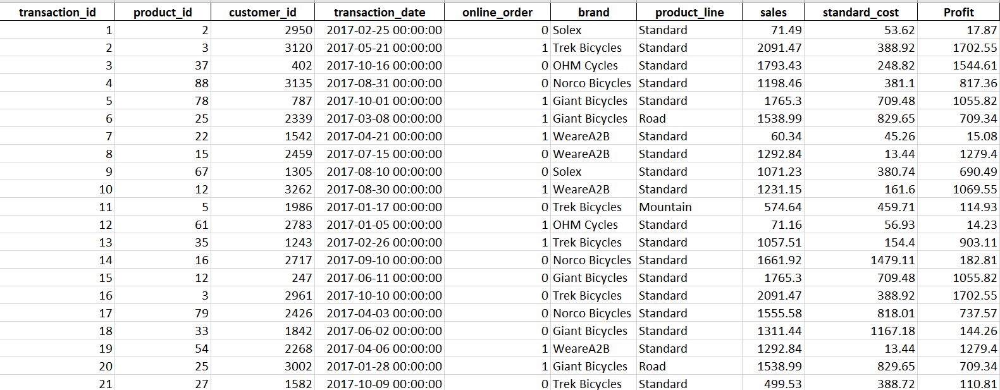 transaction_id product_id customer_id transaction_date online_order brand product_line sales standard_cost Profit
1 2 2950 2017-02-25 00:00:00 0 Solex Standard 71.49 53.62 17.87
2 3 3120 2017-05-21 00:00:00 1 Trek Bicycles Standard 2091.47 388.92 1702.55
3 37 402 2017-10-16 00:00:00 0 OHM Cycles Standard 1793.43 248.82 1544.61
4 88 3135 2017-08-31 00:00:00 0 Norco Bicycles Standard 1198.46 381.1 817.36
5 78 787 2017-10-01 00:00:00 1 Giant Bicycles Standard 1765.3 709.48 1055.82
6 25 2339 2017-03-08 00:00:00 1 Giant Bicycles Road 1538.99 829.65 709.34
7 22 1542 2017-04-21 00:00:00 1 WeareA2B Standard 60.34 45.26 15.08
8 15 2459 2017-07-15 00:00:00 0 WeareA2B Standard 1292.84 13.44 1279.4
9 67 1305 2017-08-10 00:00:00 0 Solex Standard 1071.23 380.74 690.49
10 12 3262 2017-08-30 00:00:00 1 WeareA2B Standard 1231.15 161.6 1069.55
11 5 1986 2017-01-17 00:00:00 0 Trek Bicycles Mountain 574.64 459.71 114.93
12 61 2783 2017-01-05 00:00:00 1 OHM Cycles Standard 71.16 56.93 14.23
13 35 1243 2017-02-26 00:00:00 1 Trek Bicycles Standard 1057.51 154.4 903.11
14 16 2717 2017-09-10 00:00:00 0 Norco Bicycles Standard 1661.92 1479.11 182.81
15 12 247 2017-06-11 00:00:00 0 Giant Bicycles Standard 1765.3 709.48 1055.82
16 3 2961 2017-10-10 00:00:00 0 Trek Bicycles Standard 2091.47 388.92 1702.55
17 79 2426 2017-04-03 00:00:00 0 Norco Bicycles Standard 1555.58 818.01 737.57
18 33 1842 2017-06-02 00:00:00 0 Giant Bicycles Standard 1311.44 1167.18 144.26
19 54 2268 2017-04-06 00:00:00 1 WeareA2B Standard 1292.84 13.44 1279.4
20 25 3002 2017-01-28 00:00:00 1 Giant Bicycles Road 1538.99 829.65 709.34
21 27 1582 2017-10-09 00:00:00 0 Trek Bicycles Standard 499.53 388.72 110.81